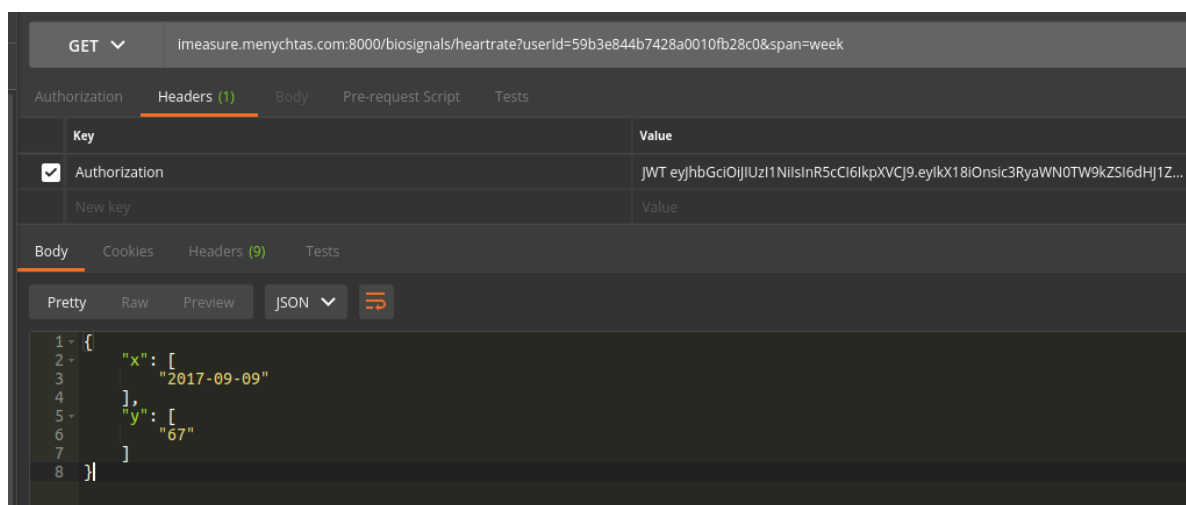 GET imeasure.menychtas.com:8000/biosignals/heartrate?userId=59b3e844b7428a0010fb28c0&span=week
Authorization Headers (1) Body Pre-request Script Tests
Key Value
Authorization JWT eyJhbGciOiJIUzI1NiIsInR5cCI6IkpXVCJ9.eyIkX18iOnsic3RyaWN0TW9kZSI6dHJ1Z...
New key Value
Body Cookies Headers (9) Tests
Pretty Raw Preview JSON
1 {
2 "x": [
3 "2017-09-09"
4 ],
5 "y": [
6 "67"
7 ]
8 }